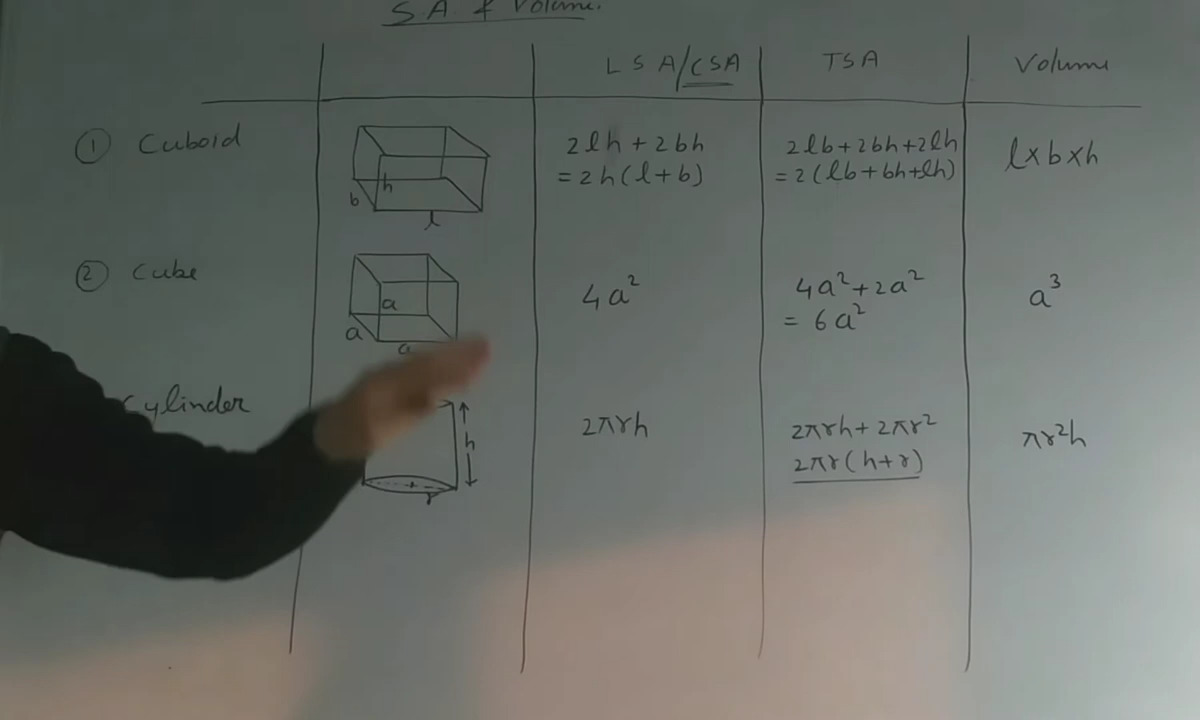 S.A. & Volume.
LSA/CSA TSA Volume
① Cuboid
b h l
2lh + 2bh
= 2h(l+b)
2lb+2bh+2lh
= 2(lb+bh+lh)
l×b×h
② Cube
a a a
4a²
4a²+2a²
= 6a²
a³
Cylinder
h
r
2πrh
2πrh + 2πr²
2πr(h+r)
πr²h